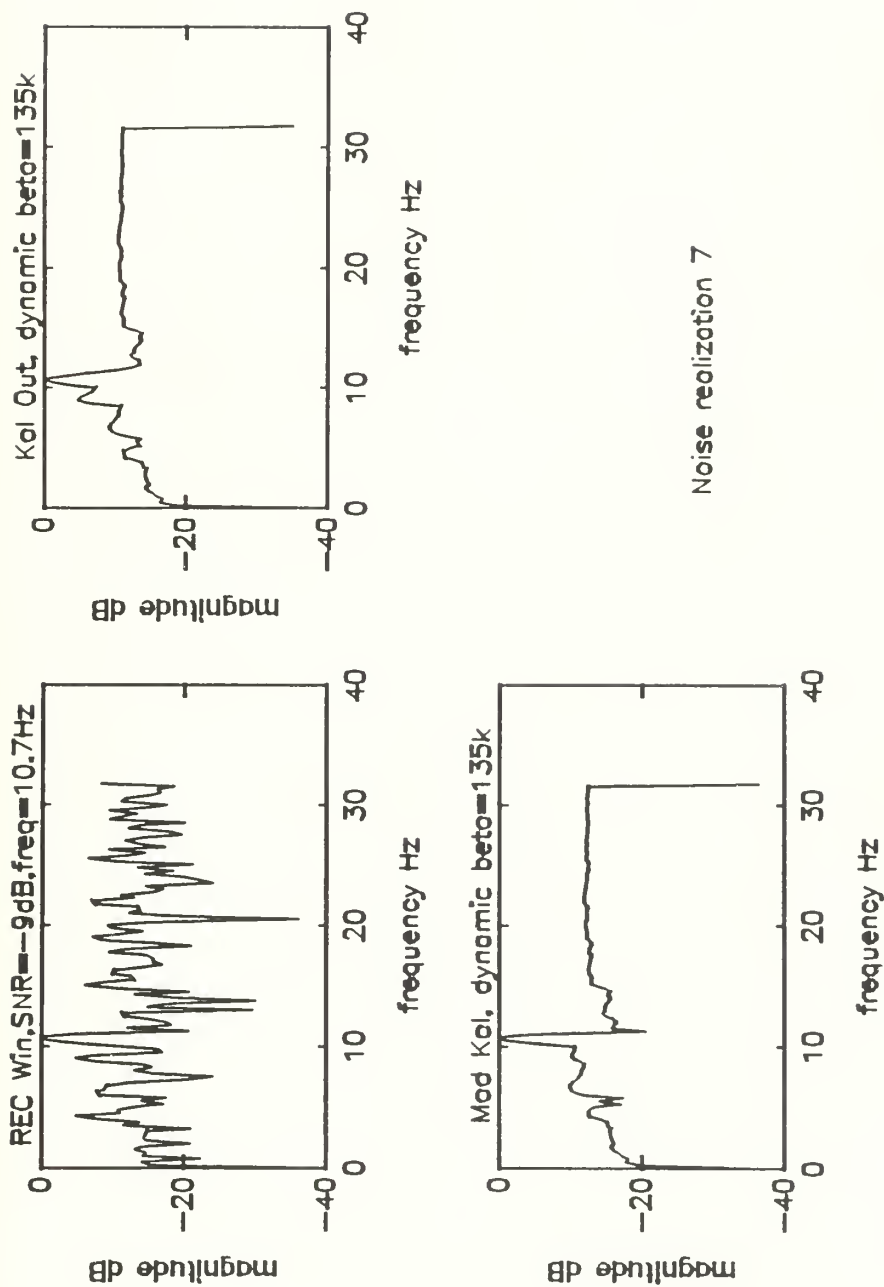 REC Win,SNR=-9dB,freq=10.7Hz
magnitude dB
0
-20
-40
0 10 20 30 40
frequency Hz
Kal Out, dynamic beta=135k
magnitude dB
0
-20
-40
0 10 20 30 40
frequency Hz
Mod Kal, dynamic beta=135k
magnitude dB
0
-20
-40
0 10 20 30 40
frequency Hz
Noise realization 7